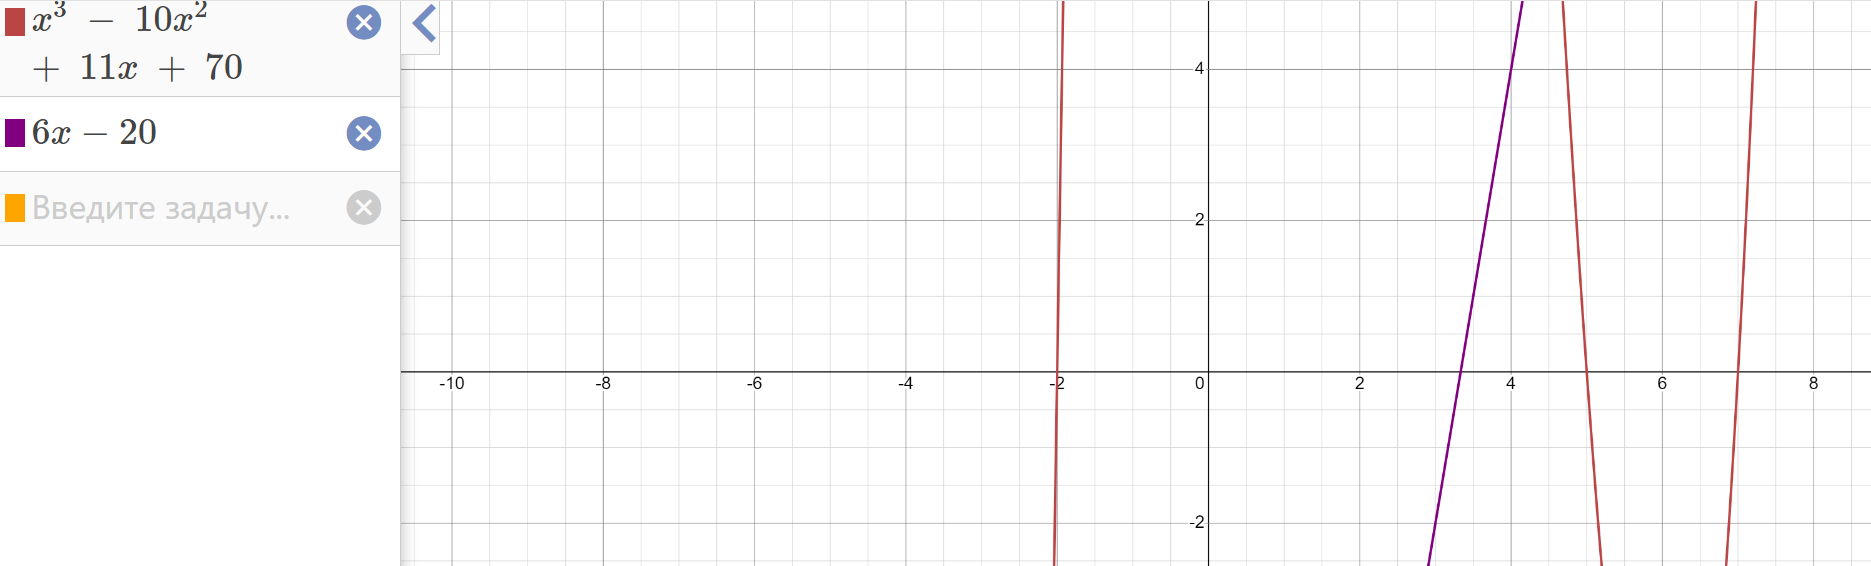 x³ − 10x²
+ 11x + 70
6x − 20
Введите задачу...
4
2
-10 -8 -6 -4 -2 0 2 4 6 8
-2